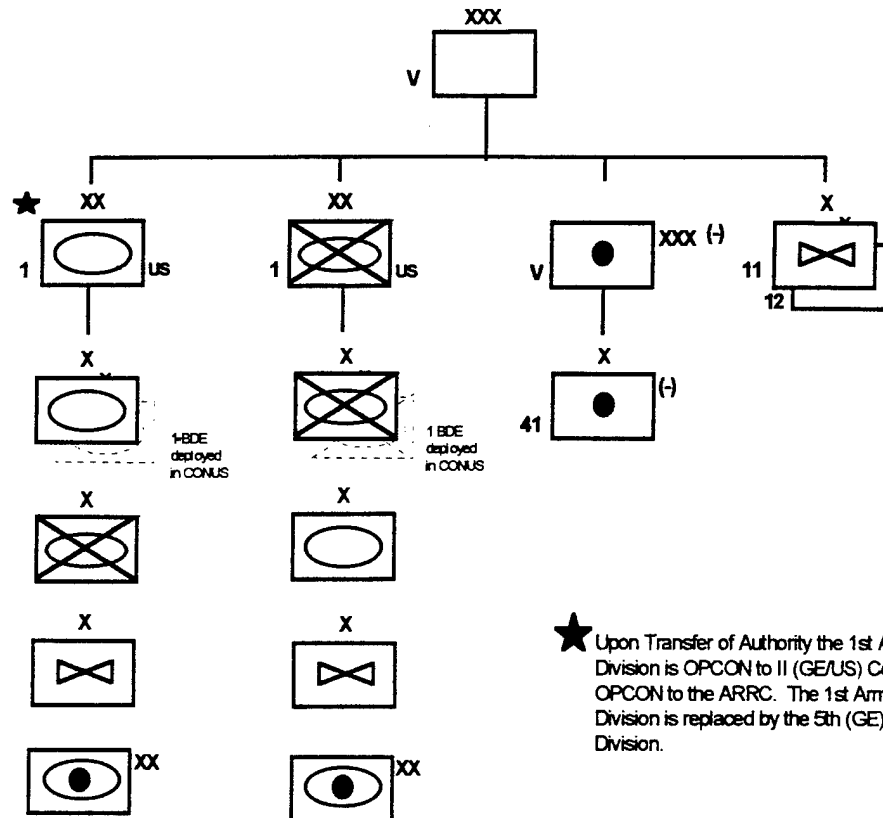 XXX
V
XX
1
US
XX
1
US
XXX (-)
V
X
11
12
X
1-BDE
deployed
in CONUS
X
1 BDE
deployed
in CONUS
X
41
(-)
X
X
X
X
XX
XX
Upon Transfer of Authority the 1st A
Division is OPCON to II (GE/US) Co
OPCON to the ARRC. The 1st Arm
Division is replaced by the 5th (GE)
Division.